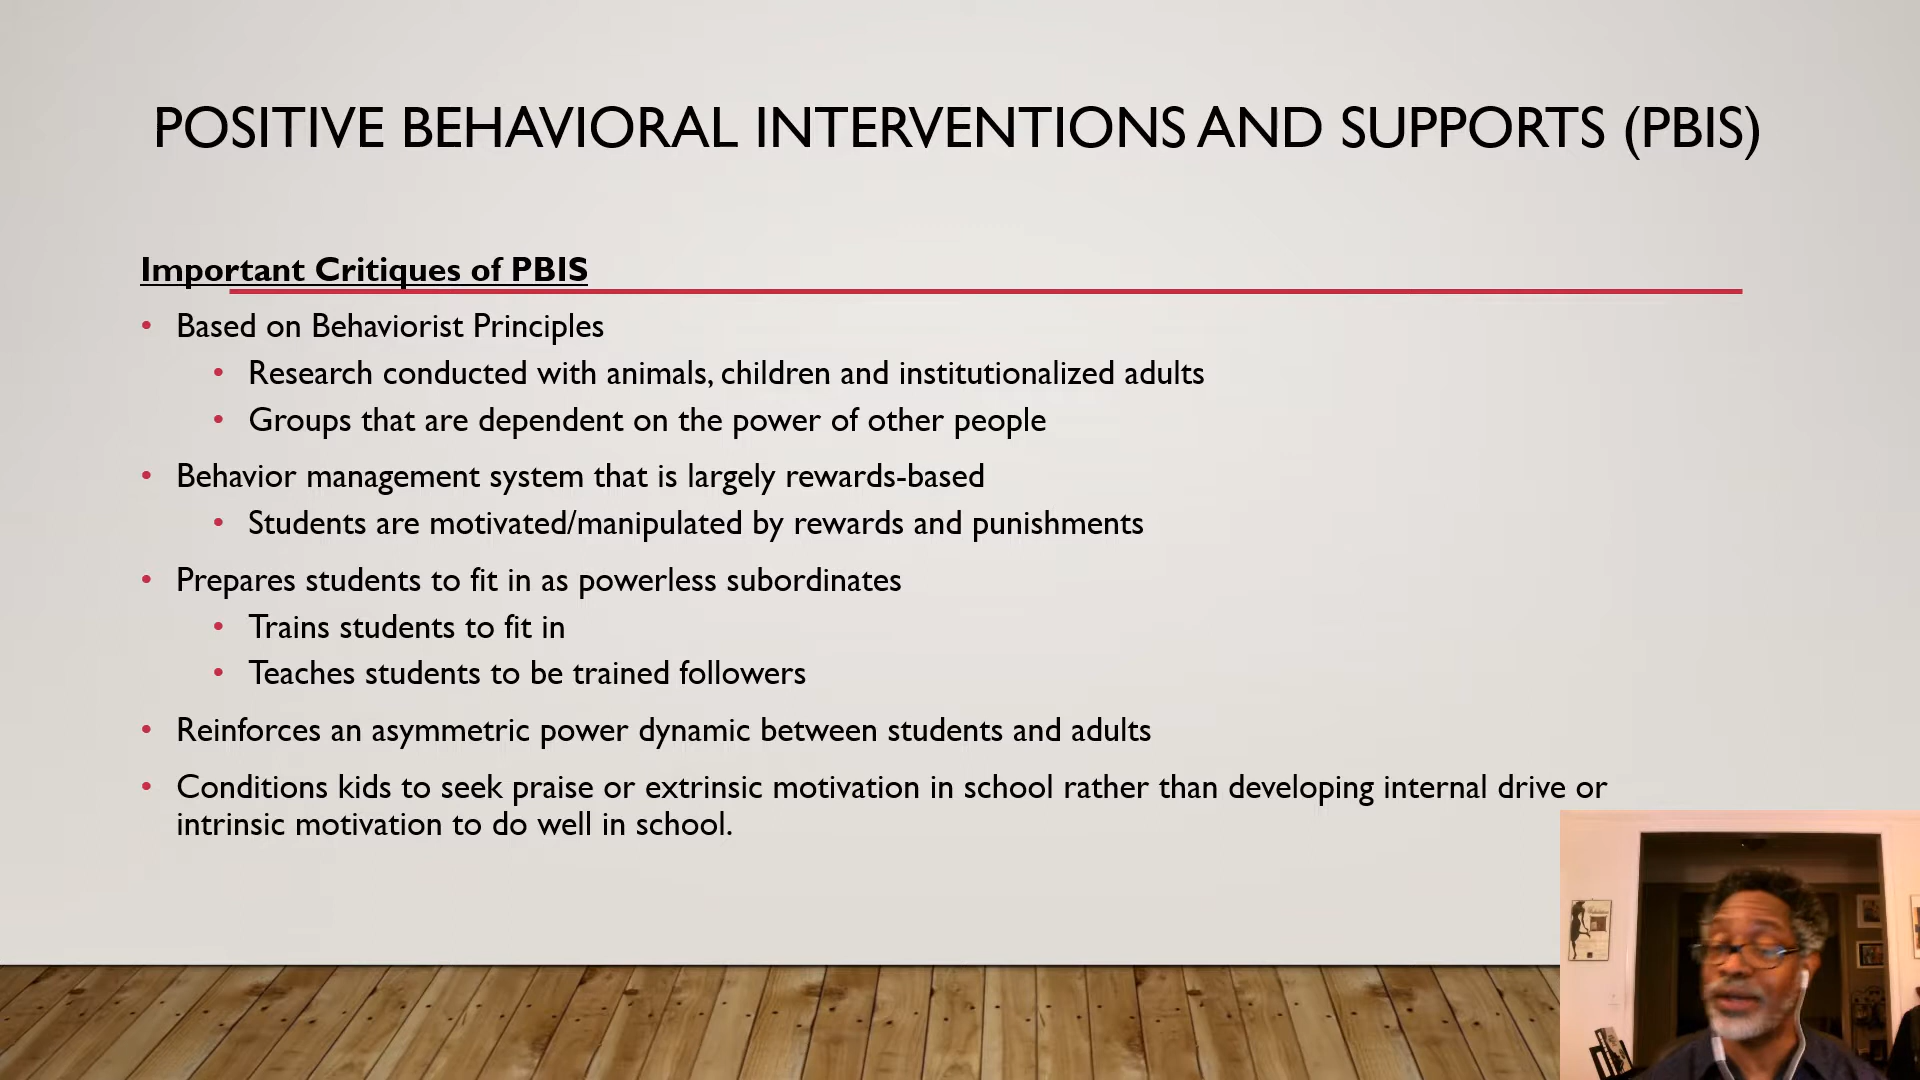 POSITIVE BEHAVIORAL INTERVENTIONS AND SUPPORTS (PBIS)
Important Critiques of PBIS
• Based on Behaviorist Principles
• Research conducted with animals, children and institutionalized adults
• Groups that are dependent on the power of other people
• Behavior management system that is largely rewards-based
• Students are motivated/manipulated by rewards and punishments
• Prepares students to fit in as powerless subordinates
• Trains students to fit in
• Teaches students to be trained followers
• Reinforces an asymmetric power dynamic between students and adults
• Conditions kids to seek praise or extrinsic motivation in school rather than developing internal drive or
intrinsic motivation to do well in school.